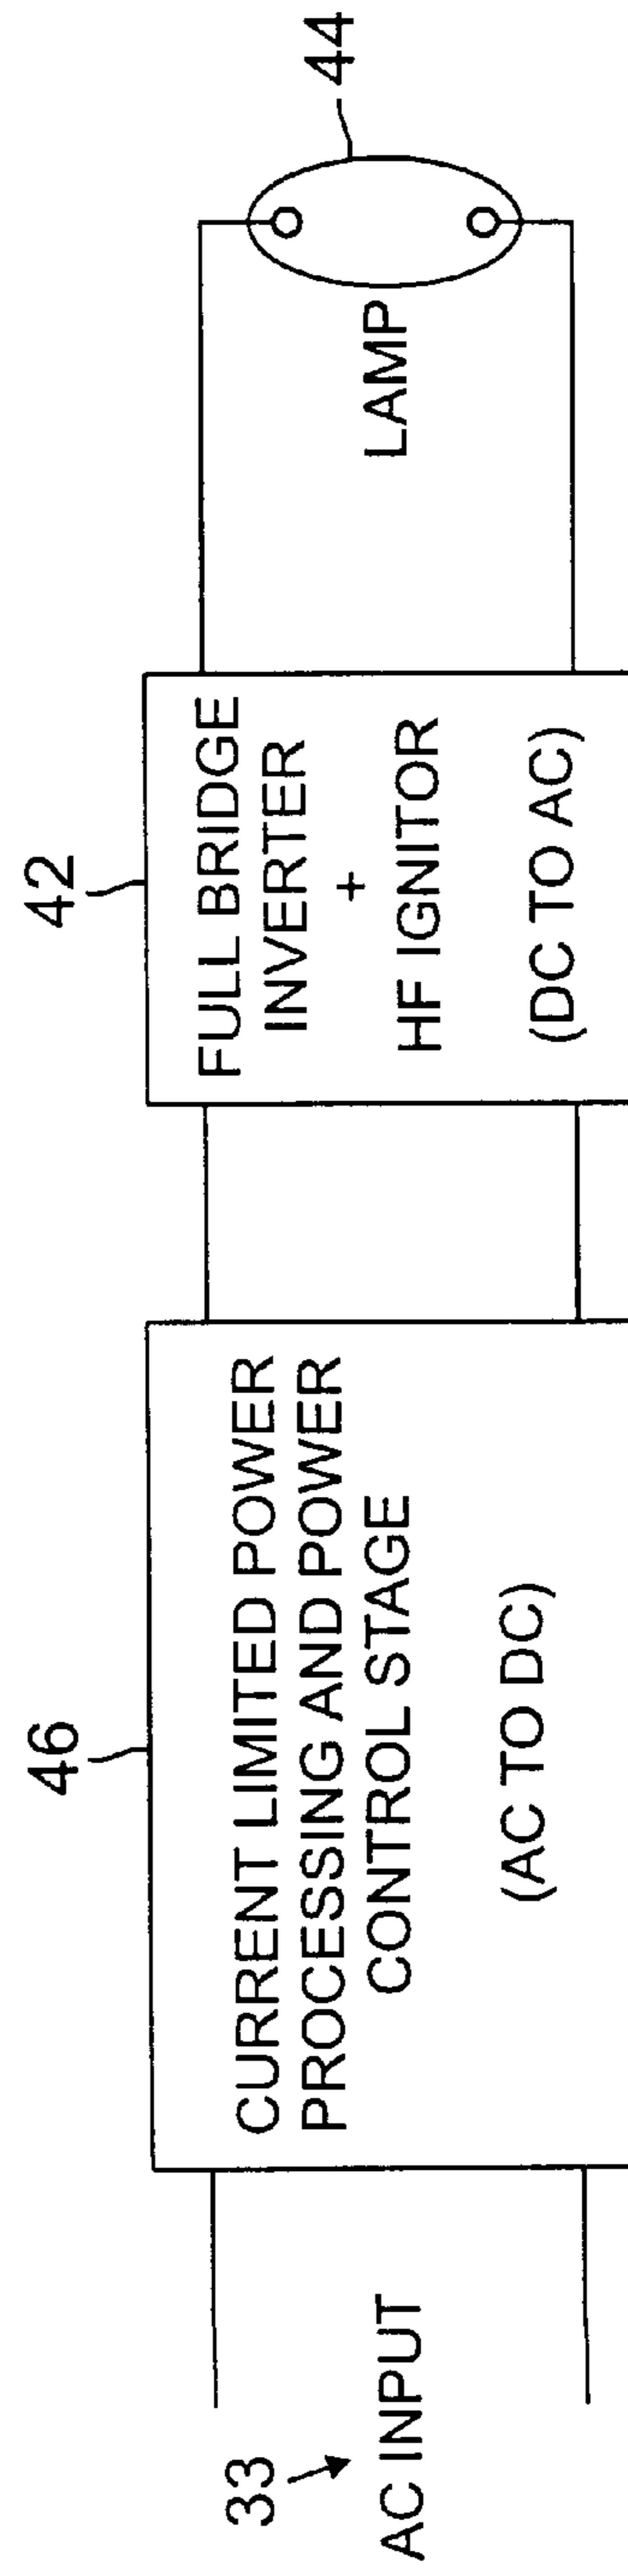 33
AC INPUT
46
CURRENT LIMITED POWER
PROCESSING AND POWER
CONTROL STAGE
(AC TO DC)
42
FULL BRIDGE
INVERTER
+
HF IGNITOR
(DC TO AC)
LAMP
44